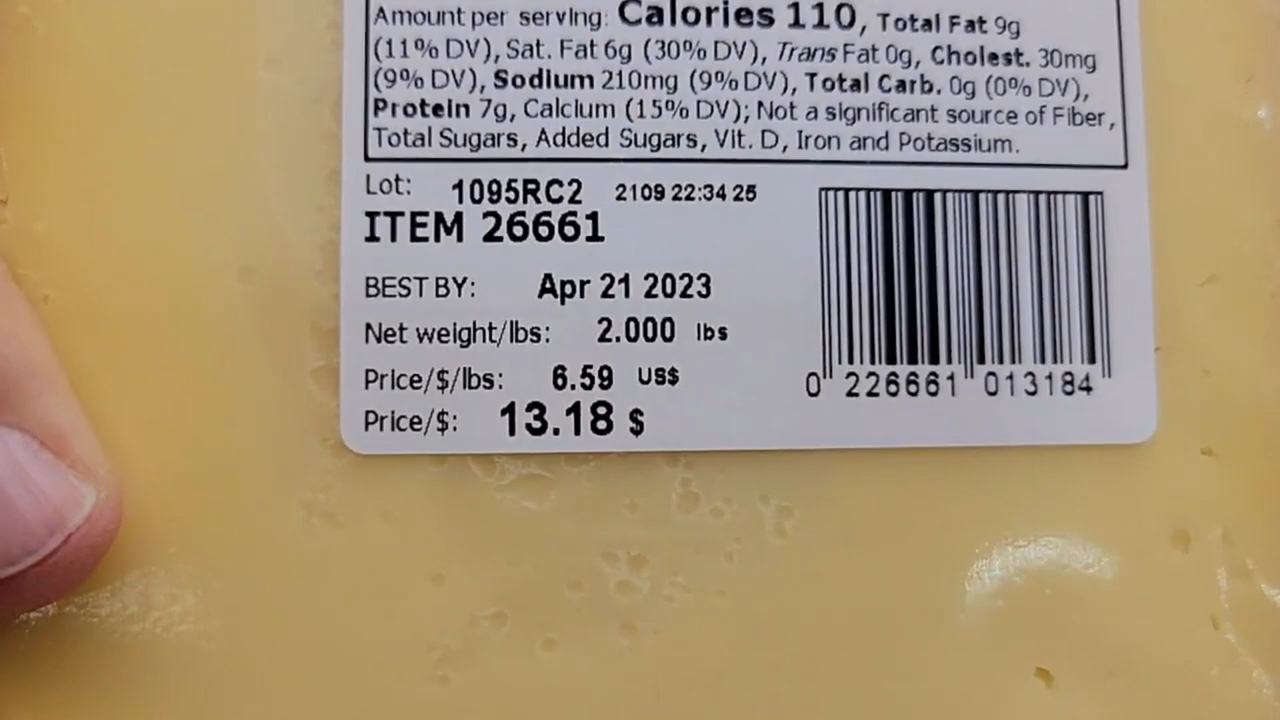 Amount per serving: Calories 110, Total Fat 9g
(11% DV), Sat. Fat 6g (30% DV), Trans Fat 0g, Cholest. 30mg
(9% DV), Sodium 210mg (9% DV), Total Carb. 0g (0% DV),
Protein 7g, Calcium (15% DV); Not a significant source of Fiber,
Total Sugars, Added Sugars, Vit. D, Iron and Potassium.
Lot: 1095RC2 2109 22:34 25
ITEM 26661
BEST BY: Apr 21 2023
Net weight/lbs: 2.000 lbs
Price/$/lbs: 6.59 US$
Price/$: 13.18 $
0 226661 013184